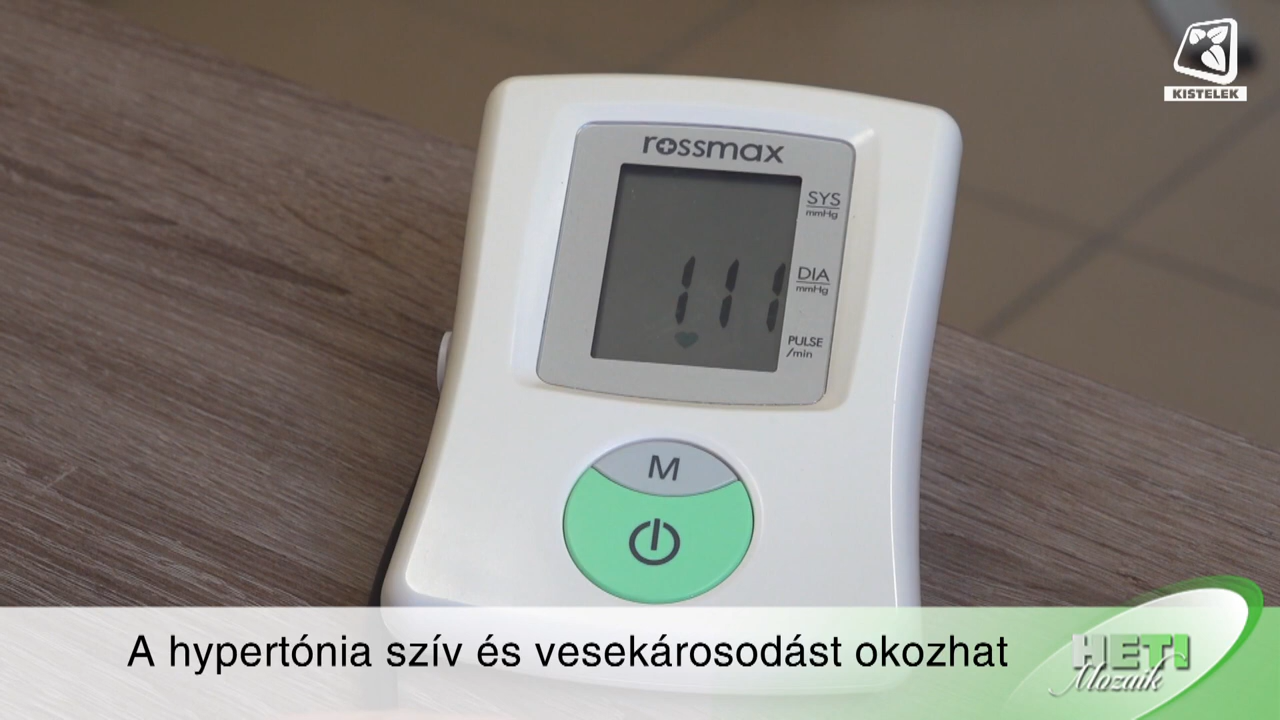 KISTELEK
rossmax
SYS
mmHg
DIA
mmHg
111
PULSE
/min
M
A hypertónia szív és vesekárosodást okozhat
HETI
Mozaik